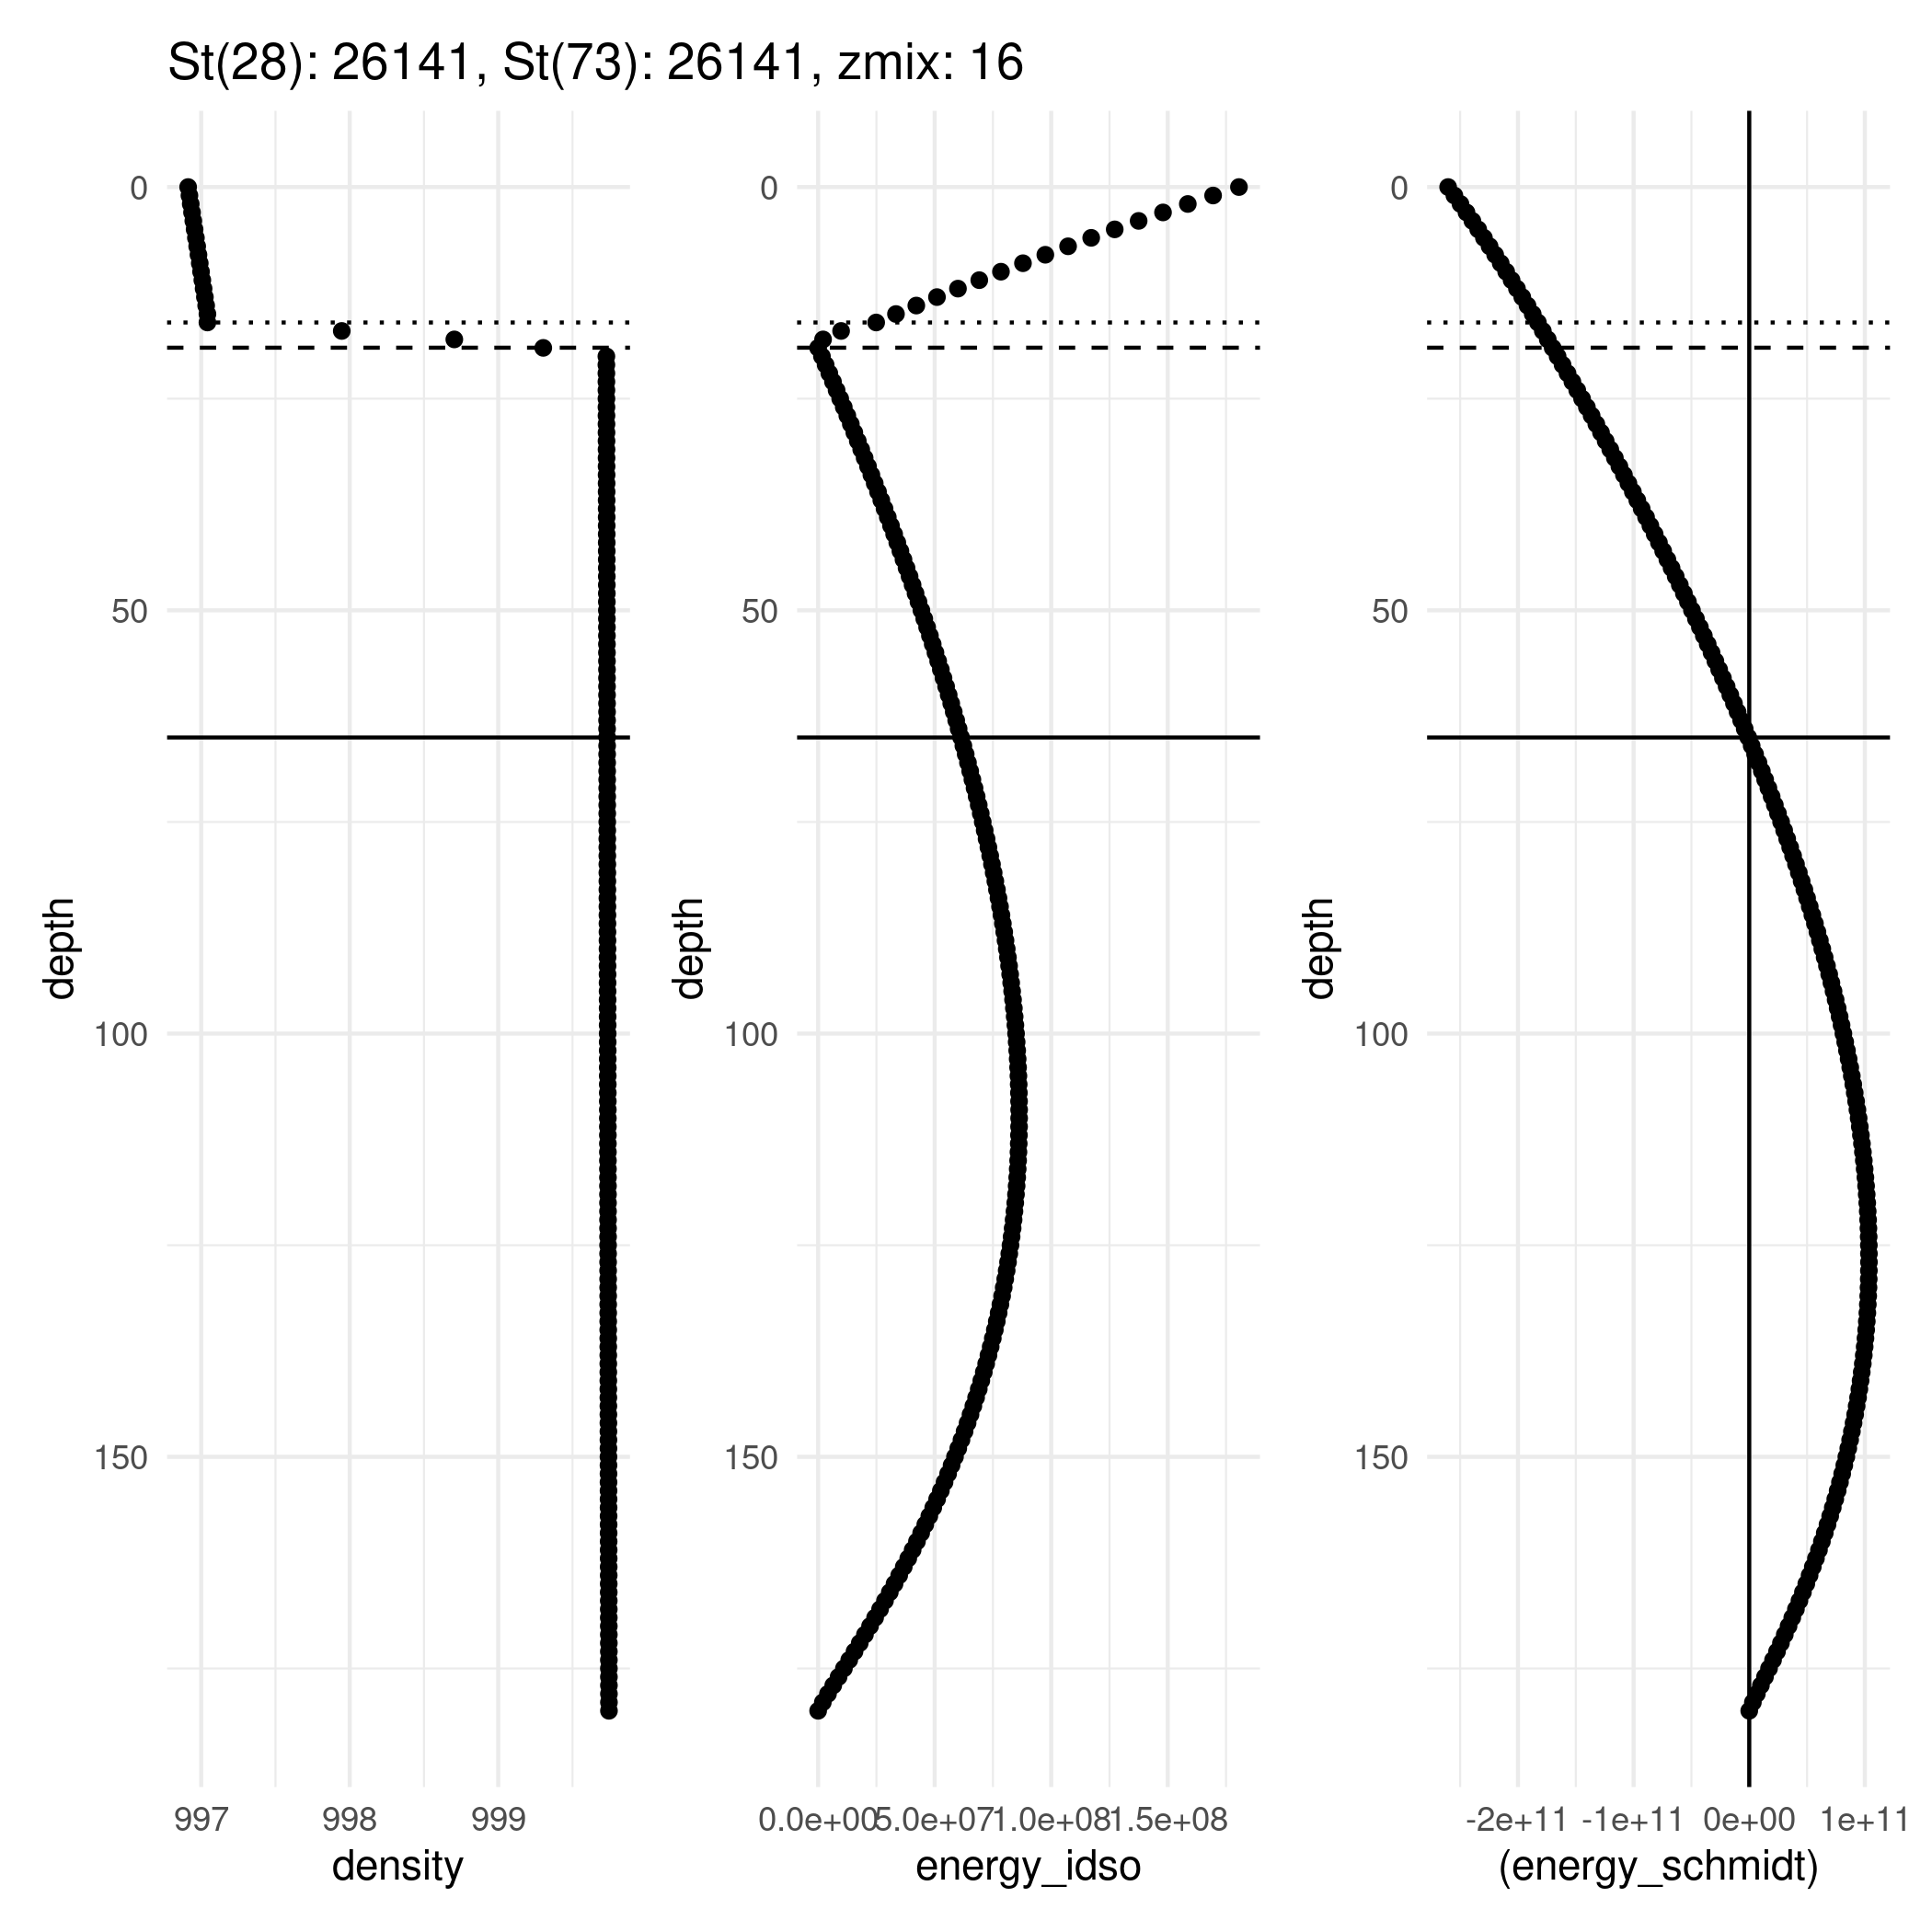 St(28): 26141, St(73): 26141, zmix: 16
0
50
100
150
depth
997 998 999
density
0
50
100
150
depth
0.0e+00 5.0e+07 1.0e+08 1.5e+08
energy_idso
0
50
100
150
depth
-2e+11 -1e+11 0e+00 1e+11
(energy_schmidt)